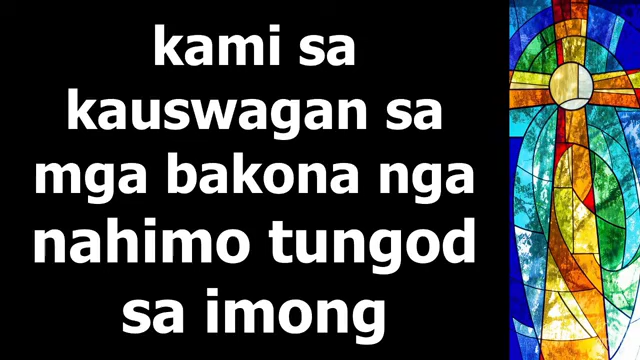 kami sa
kauswagan sa
mga bakona nga
nahimo tungod
sa imong